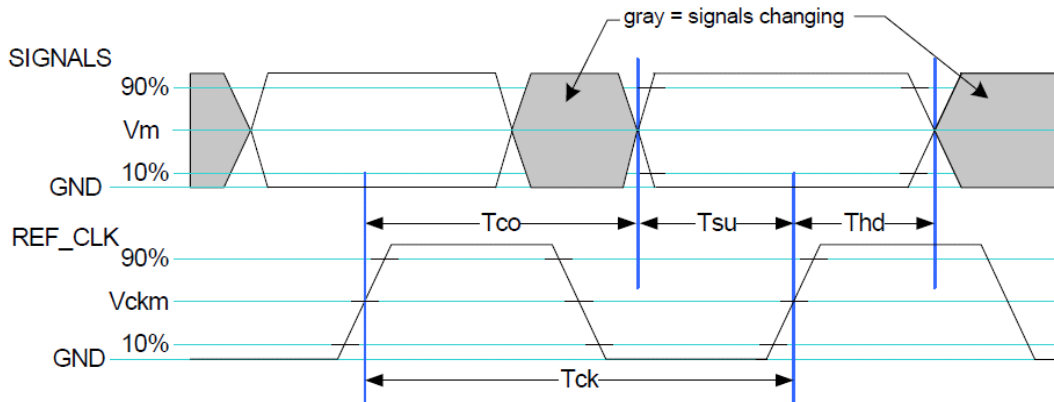 gray = signals changing
SIGNALS
90%
Vm
10%
GND
Tco
Tsu
Thd
REF_CLK
90%
Vckm
10%
GND
Tck